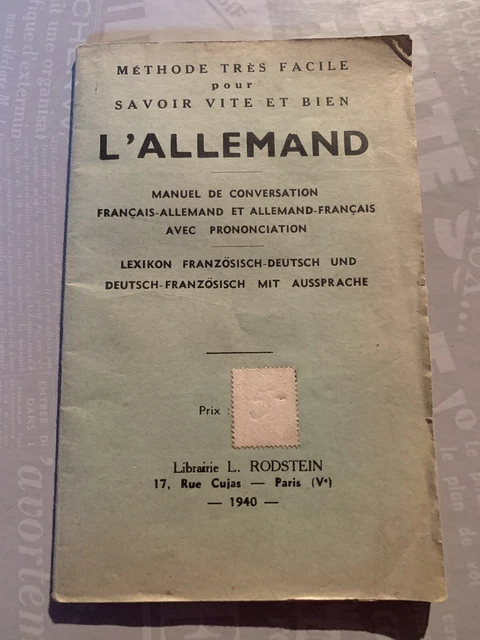 MÉTHODE TRÈS FACILE
pour
SAVOIR VITE ET BIEN
L'ALLEMAND
MANUEL DE CONVERSATION
FRANÇAIS-ALLEMAND ET ALLEMAND-FRANÇAIS
AVEC PRONONCIATION
LEXIKON FRANZÖSISCH-DEUTSCH UND
DEUTSCH-FRANZÖSISCH MIT AUSSPRACHE
Prix :
Librairie L. RODSTEIN
17, Rue Cujas — Paris (Vᵉ)
— 1940 —